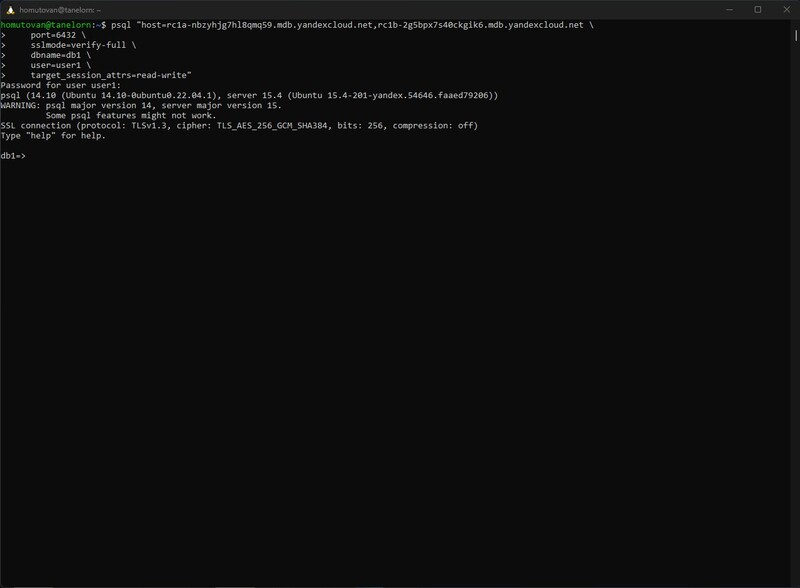 homutovan@tanelorn: ~
homutovan@tanelorn:~$ psql "host=rc1a-nbzyhjg7hl8qmq59.mdb.yandexcloud.net,rc1b-2g5bpx7s40ckgik6.mdb.yandexcloud.net \
>     port=6432 \
>     sslmode=verify-full \
>     dbname=db1 \
>     user=user1 \
>     target_session_attrs=read-write"
Password for user user1:
psql (14.10 (Ubuntu 14.10-0ubuntu0.22.04.1), server 15.4 (Ubuntu 15.4-201-yandex.54646.faaed79206))
WARNING: psql major version 14, server major version 15.
         Some psql features might not work.
SSL connection (protocol: TLSv1.3, cipher: TLS_AES_256_GCM_SHA384, bits: 256, compression: off)
Type "help" for help.
db1=>